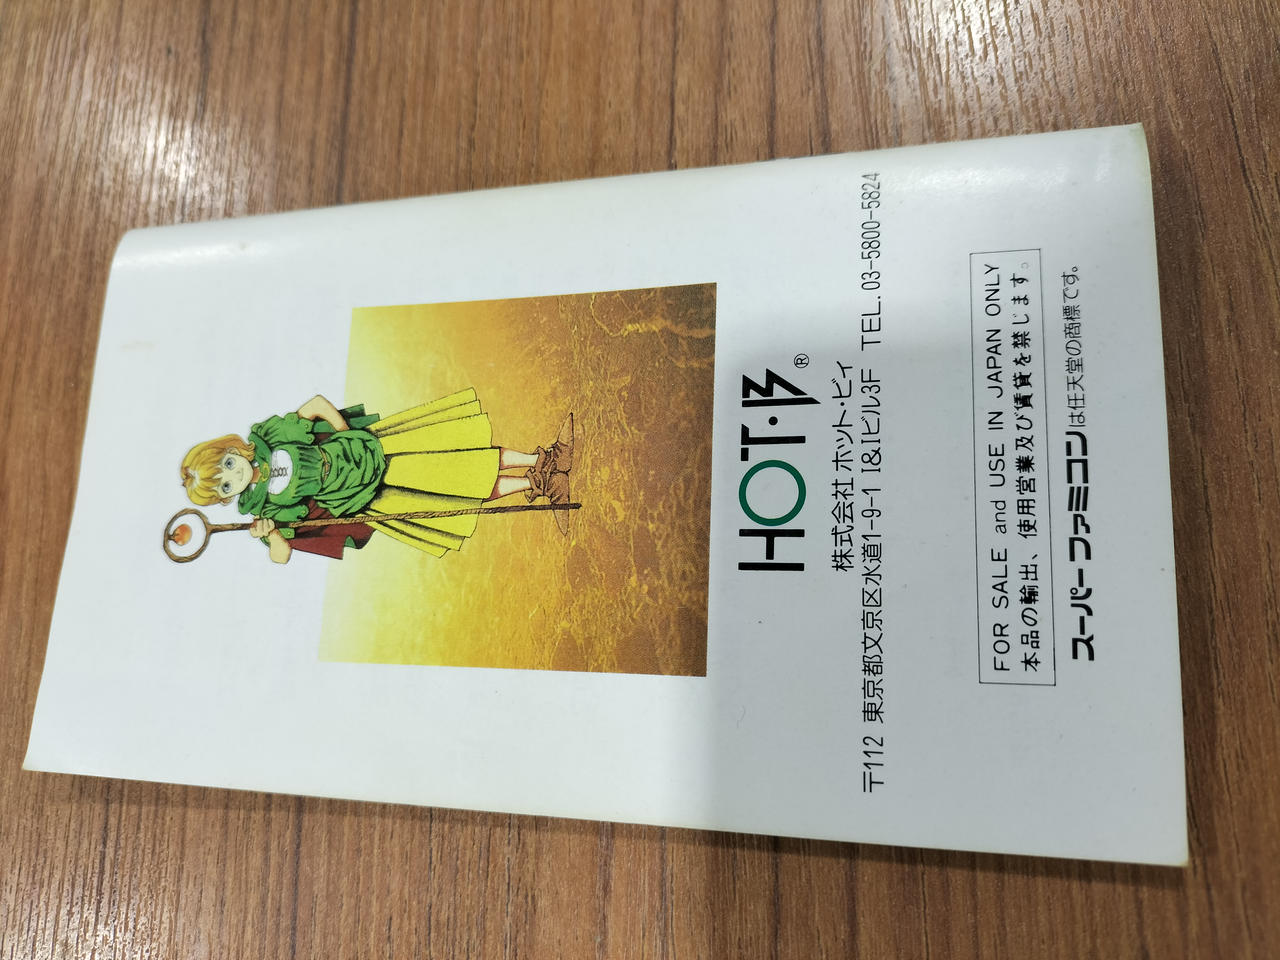 HOT·B®
株式会社 ホット・ビィ
〒112 東京都文京区水道1-9-1 I&Iビル3F TEL. 03-5800-5824
FOR SALE and USE IN JAPAN ONLY
本品の輸出、使用営業及び賃貸を禁じます。
スーパーファミコンは任天堂の商標です。